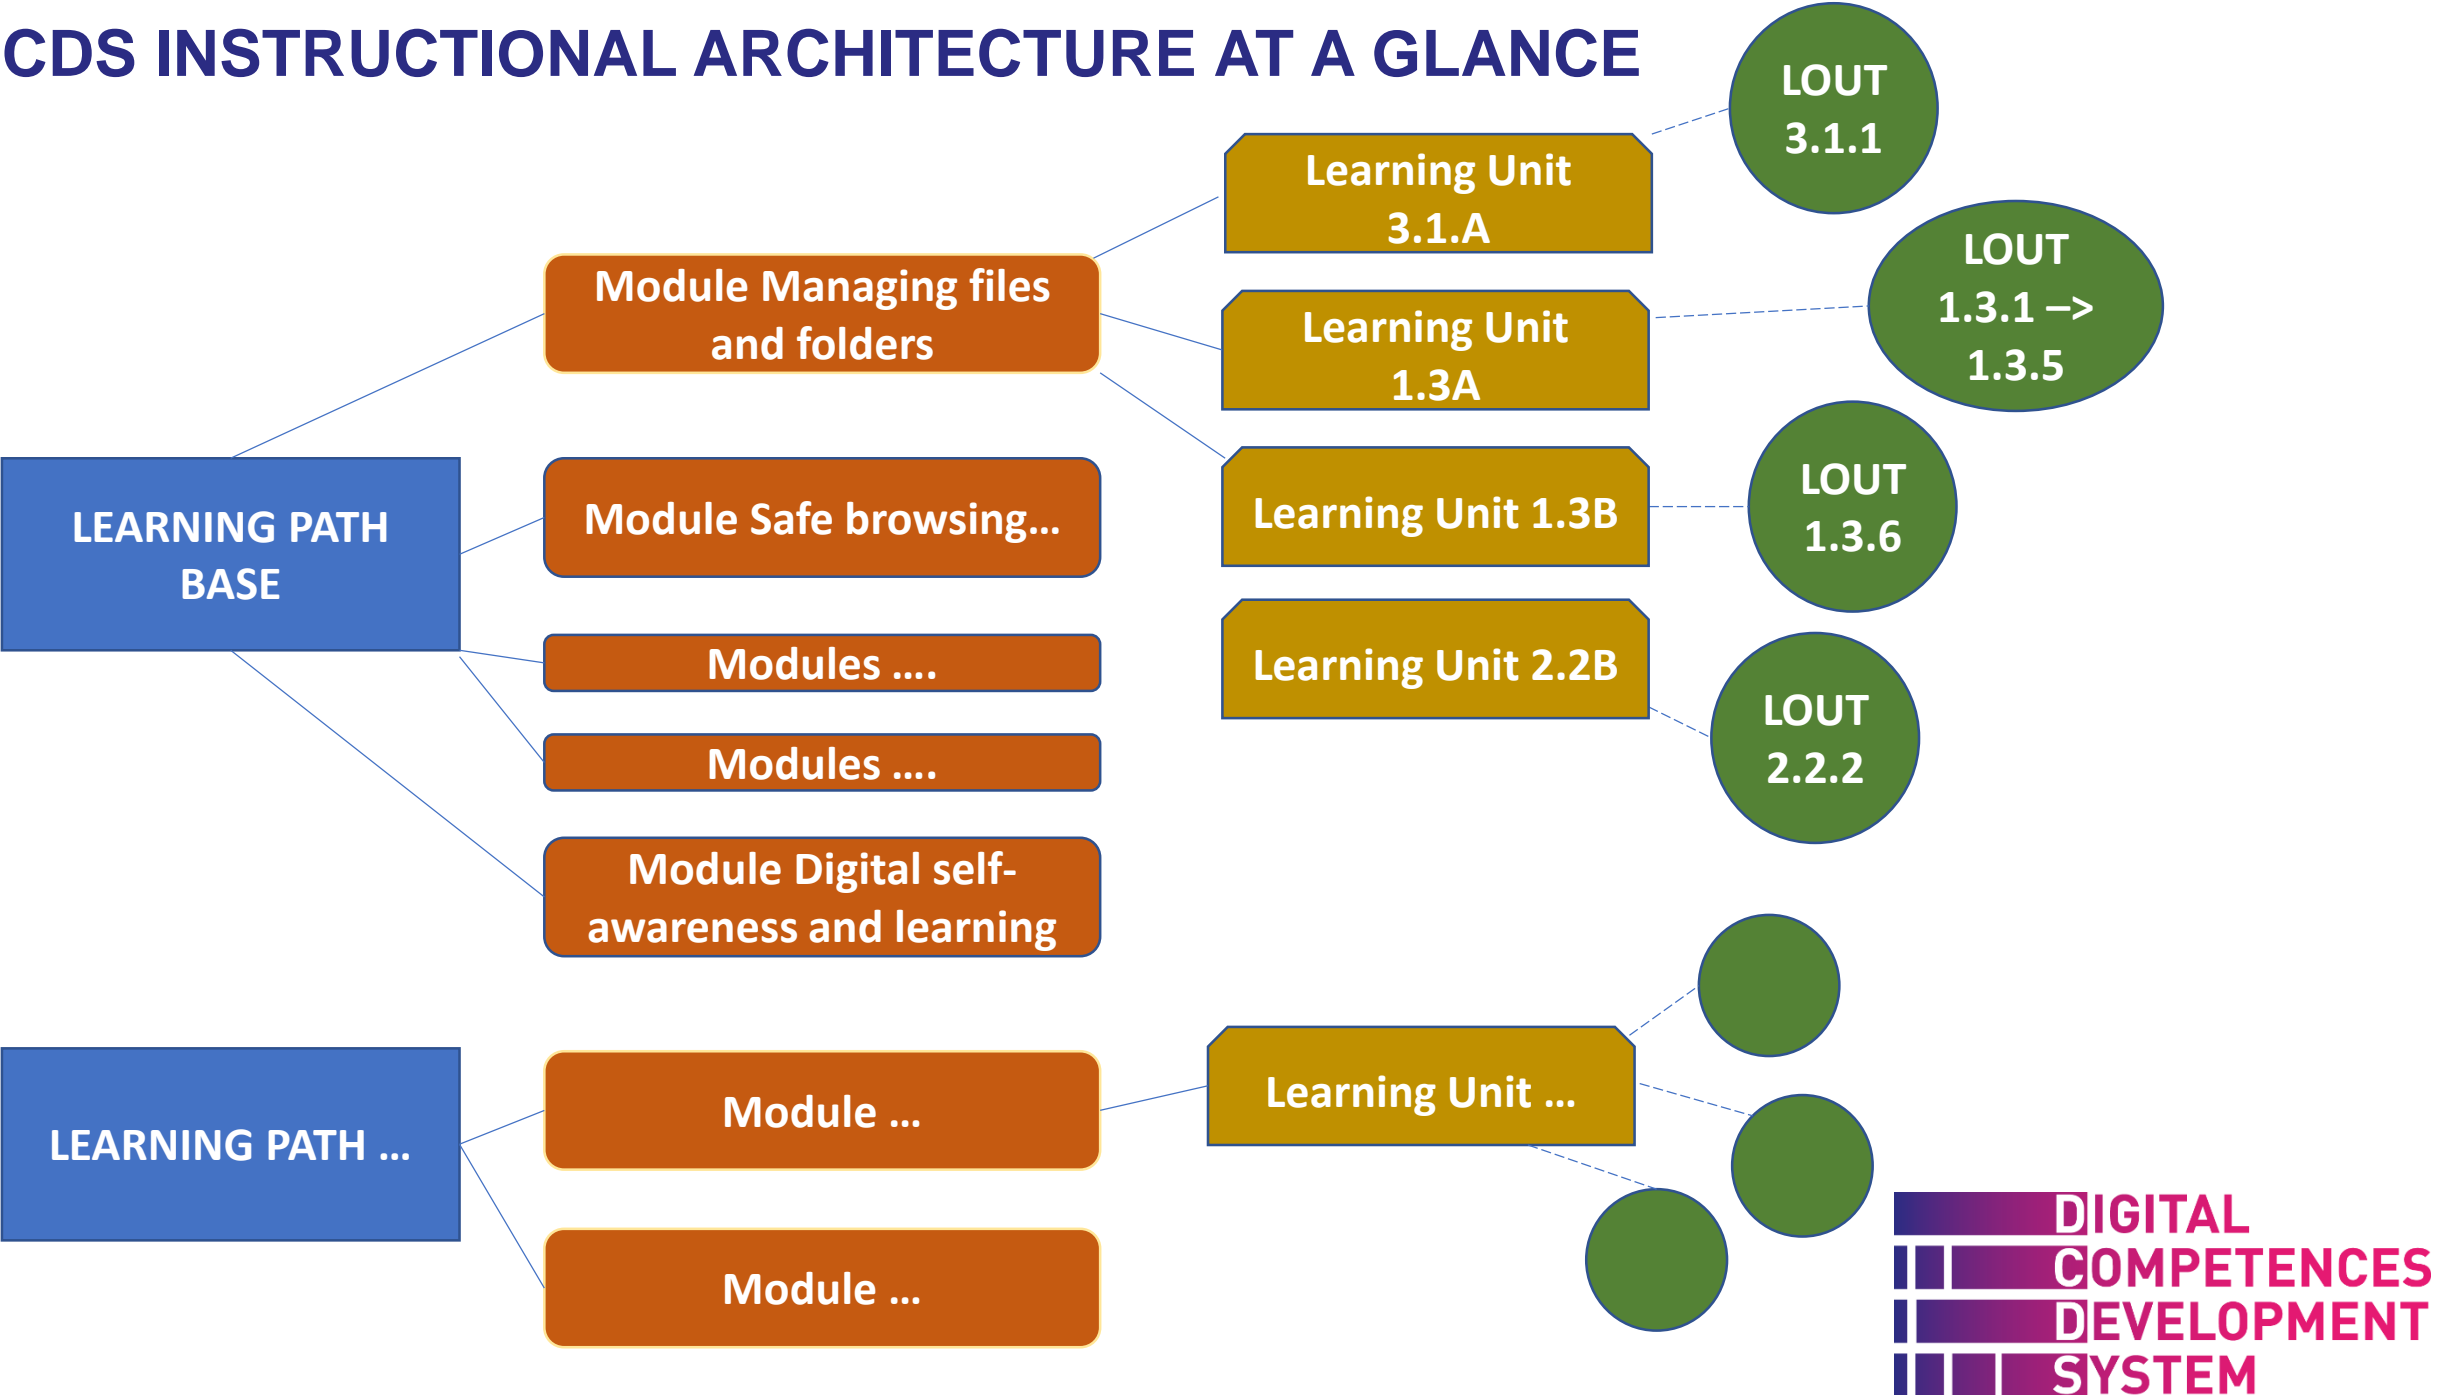 CDS INSTRUCTIONAL ARCHITECTURE AT A GLANCE
LOUT
3.1.1
Learning Unit
3.1.A
LOUT
1.3.1 –>
1.3.5
Module Managing files
and folders
Learning Unit
1.3A
LEARNING PATH
BASE
Module Safe browsing...
Learning Unit 1.3B
LOUT
1.3.6
Modules ....
Learning Unit 2.2B
LOUT
2.2.2
Modules ....
Module Digital self-
awareness and learning
LEARNING PATH ...
Module ...
Learning Unit ...
Module ...
DIGITAL
COMPETENCES
DEVELOPMENT
SYSTEM